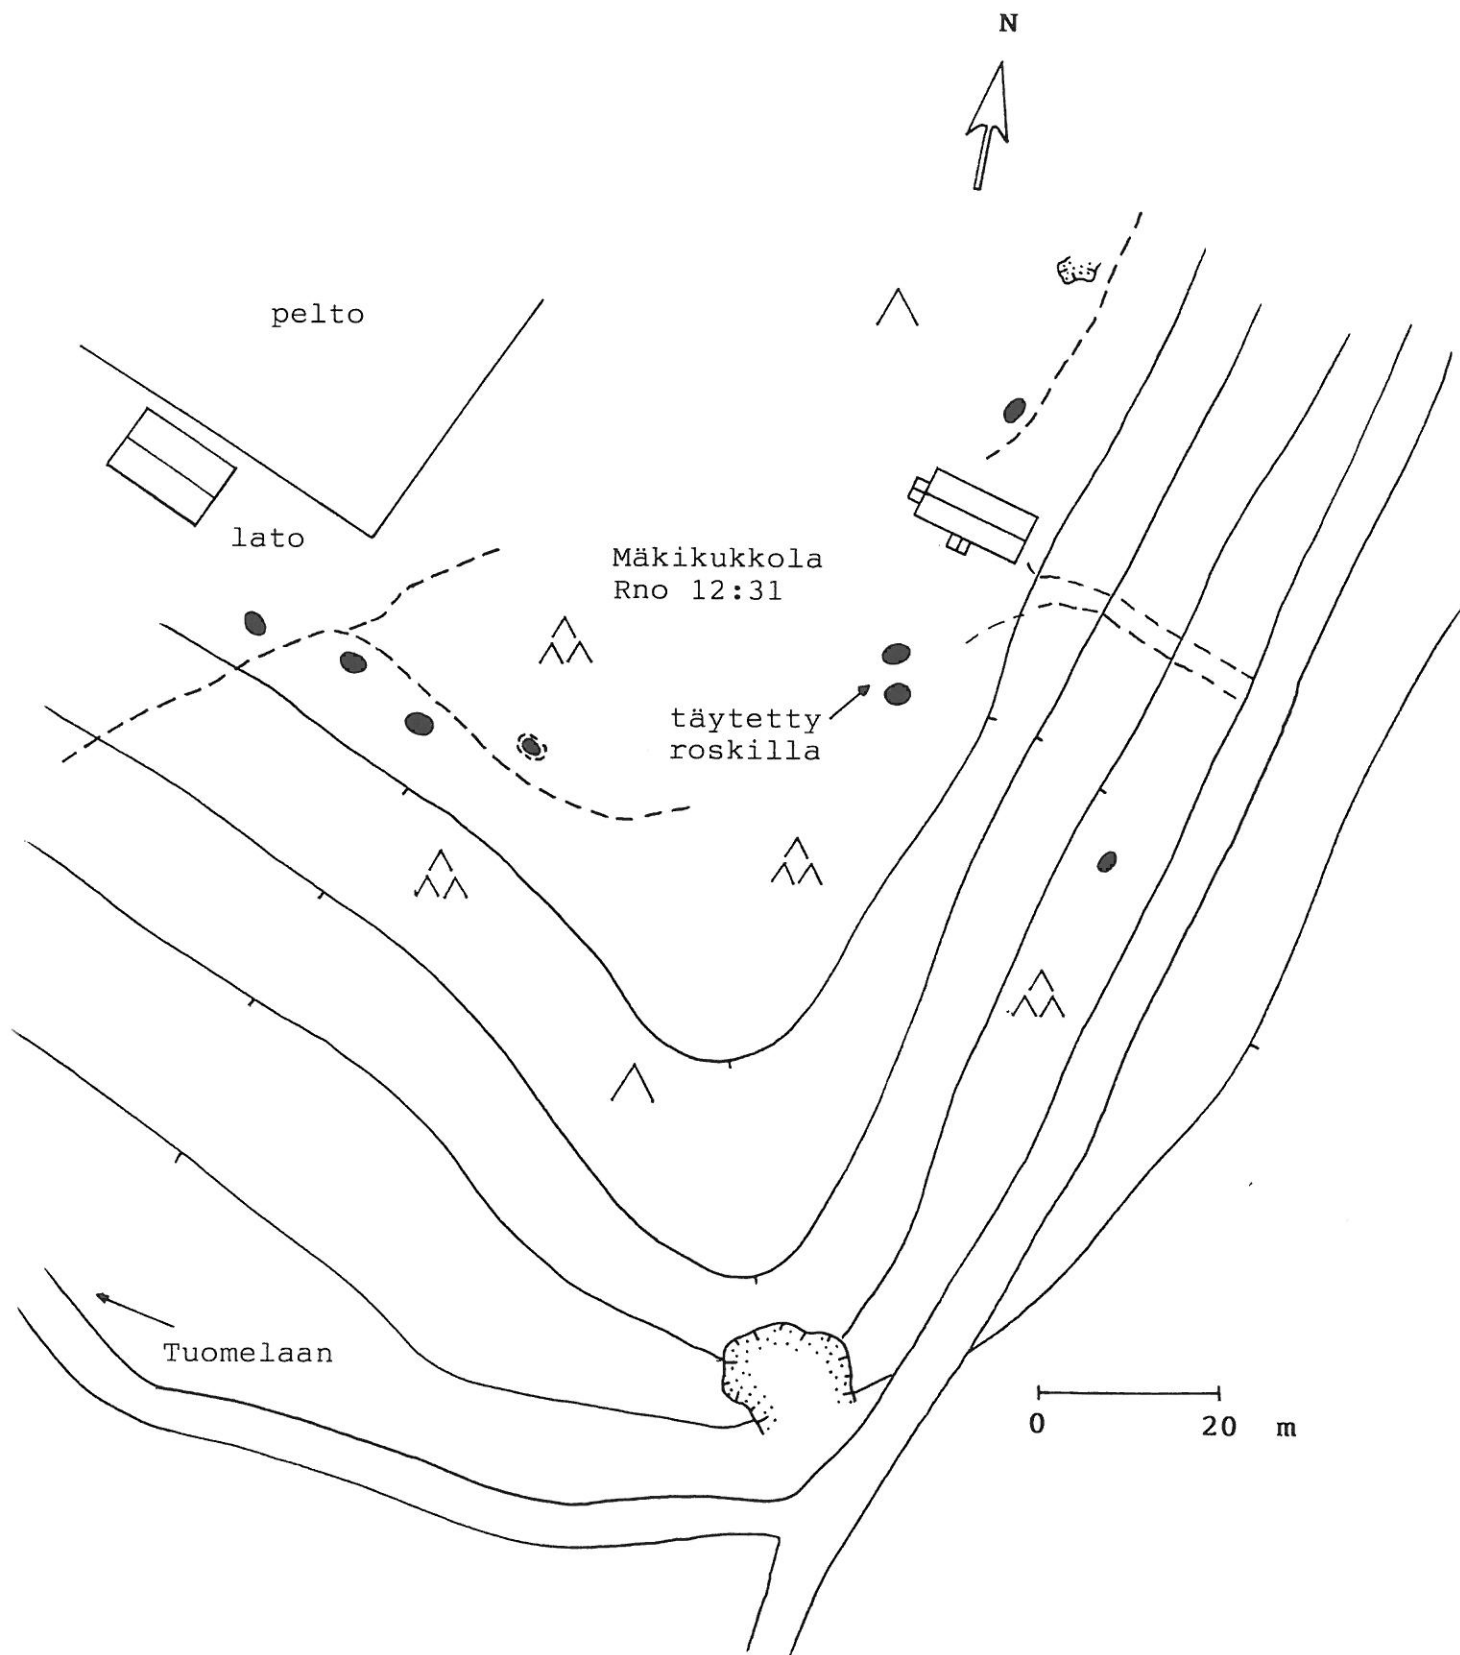 N
pelto
lato
Mäkikukkola
Rno 12:31
täytetty
roskilla
Tuomelaan
0 20 m